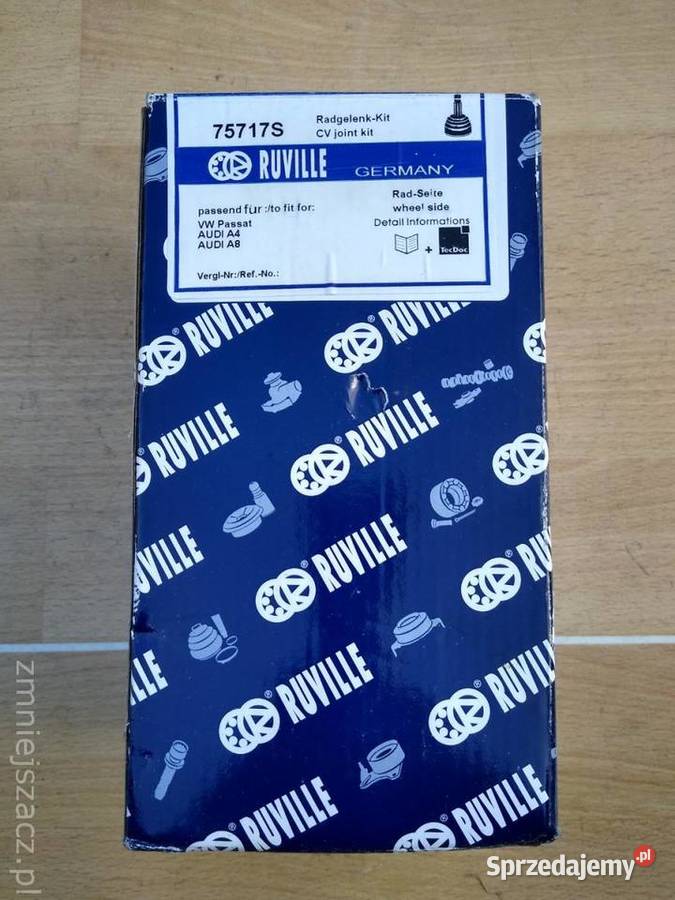 75717S
Radgelenk-Kit
CV joint kit
RUVILLE
GERMANY
passend für :/to fit for:
VW Passat
AUDI A4
AUDI A8
Rad-Seite
wheel side
Detail Informations
+
TecDoc
Vergl-Nr:/Ref.-No.:
® RUVILLE
® RUVILLE
® RUVILLE
® RUVILLE
RUVILLE
® RUVILLE
® RUV
® RUVILLE
® RUVILLE
® RUVILLE
® RUVILLE
zmniejszacz.pl
Sprzedajemy.pl